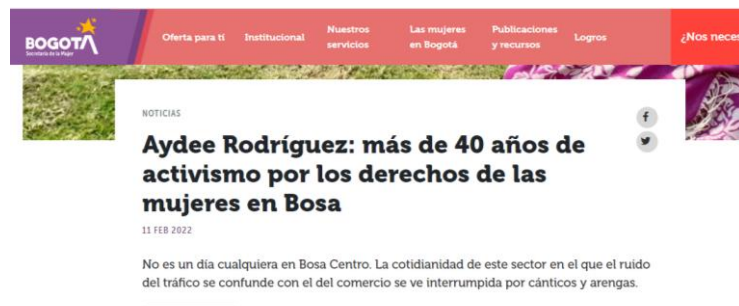 BOGOTÁ
Secretaría de la Mujer
Oferta para ti
Institucional
Nuestros
servicios
Las mujeres
en Bogotá
Publicaciones
y recursos
Logros
¿Nos neces
NOTICIAS
Aydee Rodríguez: más de 40 años de
activismo por los derechos de las
mujeres en Bosa
11 FEB 2022
No es un día cualquiera en Bosa Centro. La cotidianidad de este sector en el que el ruido
del tráfico se confunde con el del comercio se ve interrumpida por cánticos y arengas.